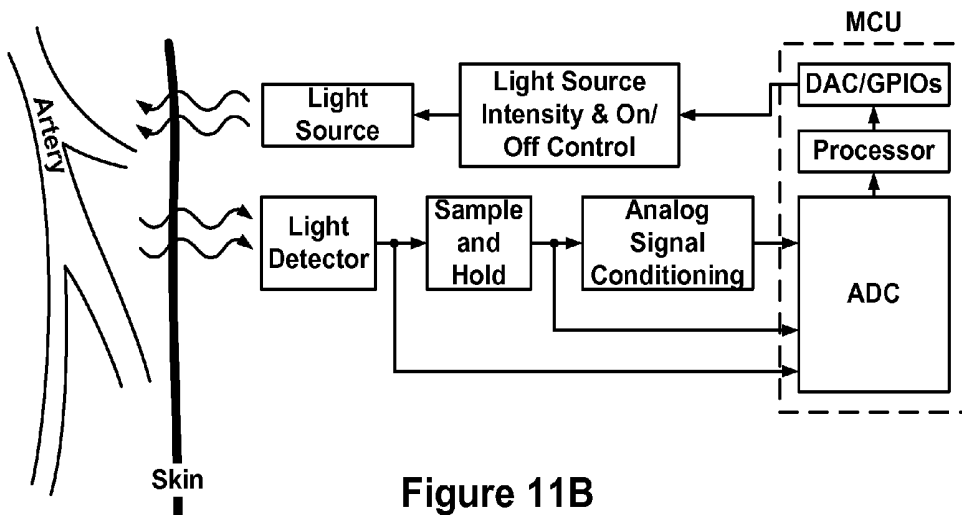 MCU
DAC/GPIOs
Processor
ADC
Light
Source
Light Source
Intensity & On/
Off Control
Artery
Light
Detector
Sample
and
Hold
Analog
Signal
Conditioning
Skin
Figure 11B